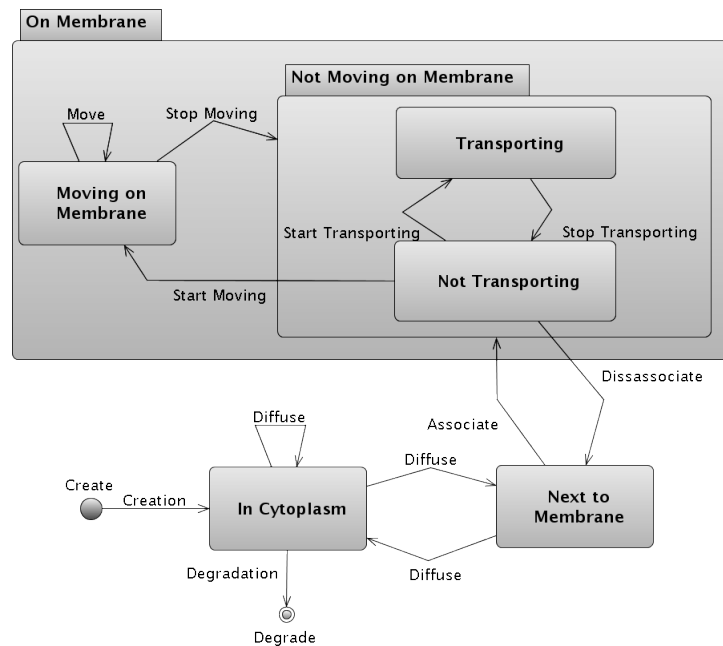 On Membrane
Not Moving on Membrane
Move
Stop Moving
Transporting
Moving on
Membrane
Start Transporting
Stop Transporting
Not Transporting
Start Moving
Dissassociate
Associate
Diffuse
Diffuse
Create
Creation
In Cytoplasm
Next to
Membrane
Degradation
Diffuse
Degrade